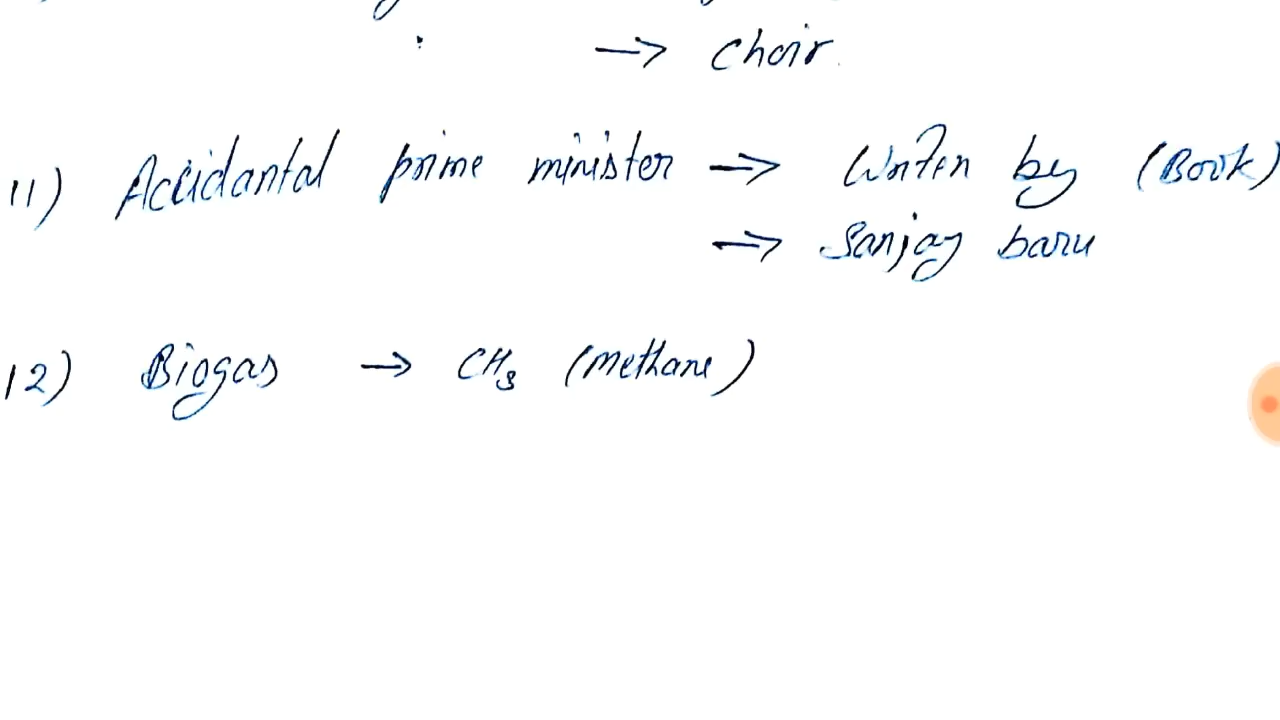 → Choir
11) Accidantal prime minister → Writen by (Book)
→ Sanjay baru
12) Biogas → CH3 (methane)